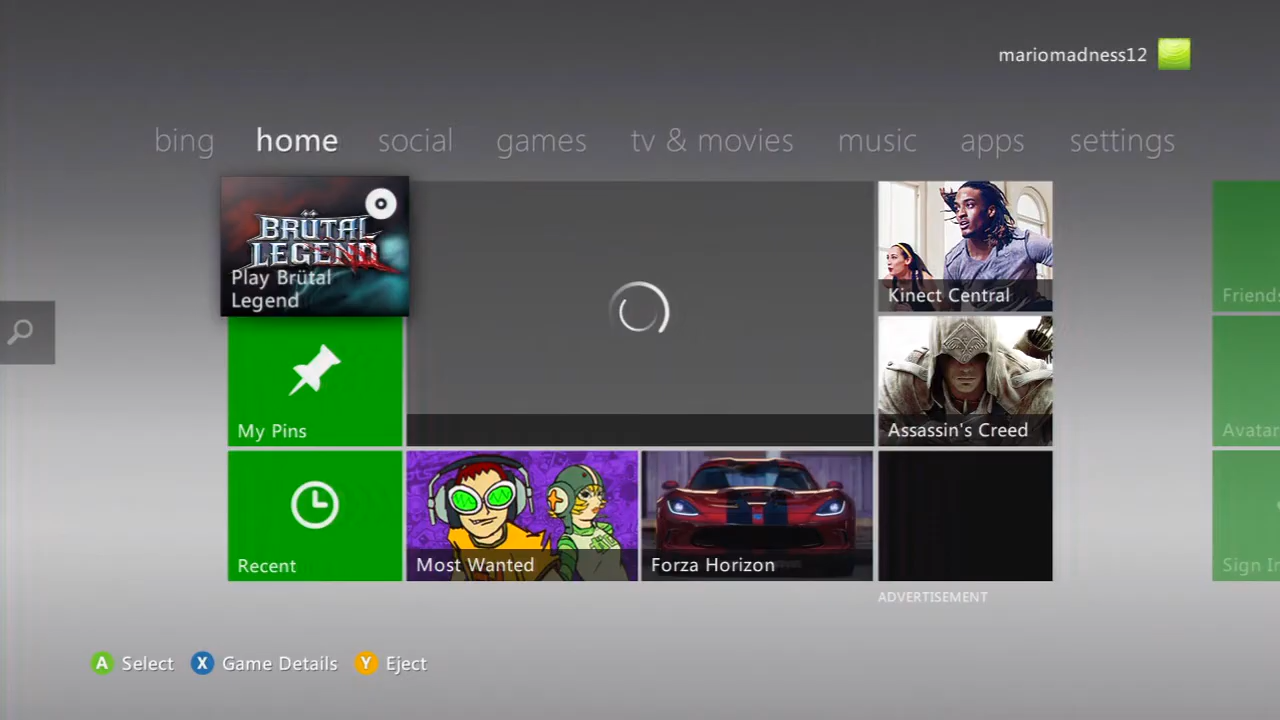 mariomadness12
bing home social games tv & movies music apps settings
BRÜTAL
LEGEND
Play Brütal
Legend
Kinect Central
Friends
My Pins
Assassin's Creed
Avatar
Recent
Most Wanted
Forza Horizon
Sign In
ADVERTISEMENT
A Select X Game Details Y Eject